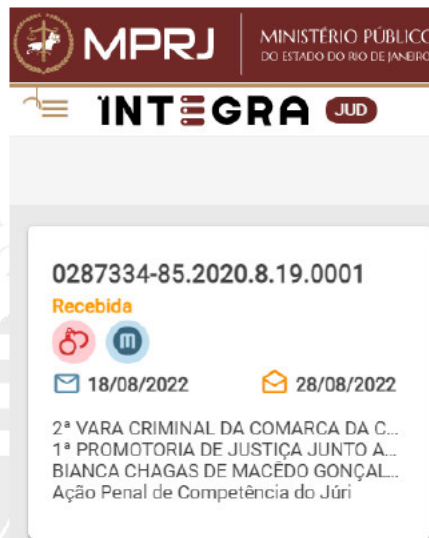 MPRJ
MINISTÉRIO PÚBLICO
DO ESTADO DO RIO DE JANEIRO
INTEGRA JUD
0287334-85.2020.8.19.0001
Recebida
m
18/08/2022 28/08/2022
2ª VARA CRIMINAL DA COMARCA DA C...
1ª PROMOTORIA DE JUSTIÇA JUNTO A...
BIANCA CHAGAS DE MACÊDO GONÇAL...
Ação Penal de Competência do Júri